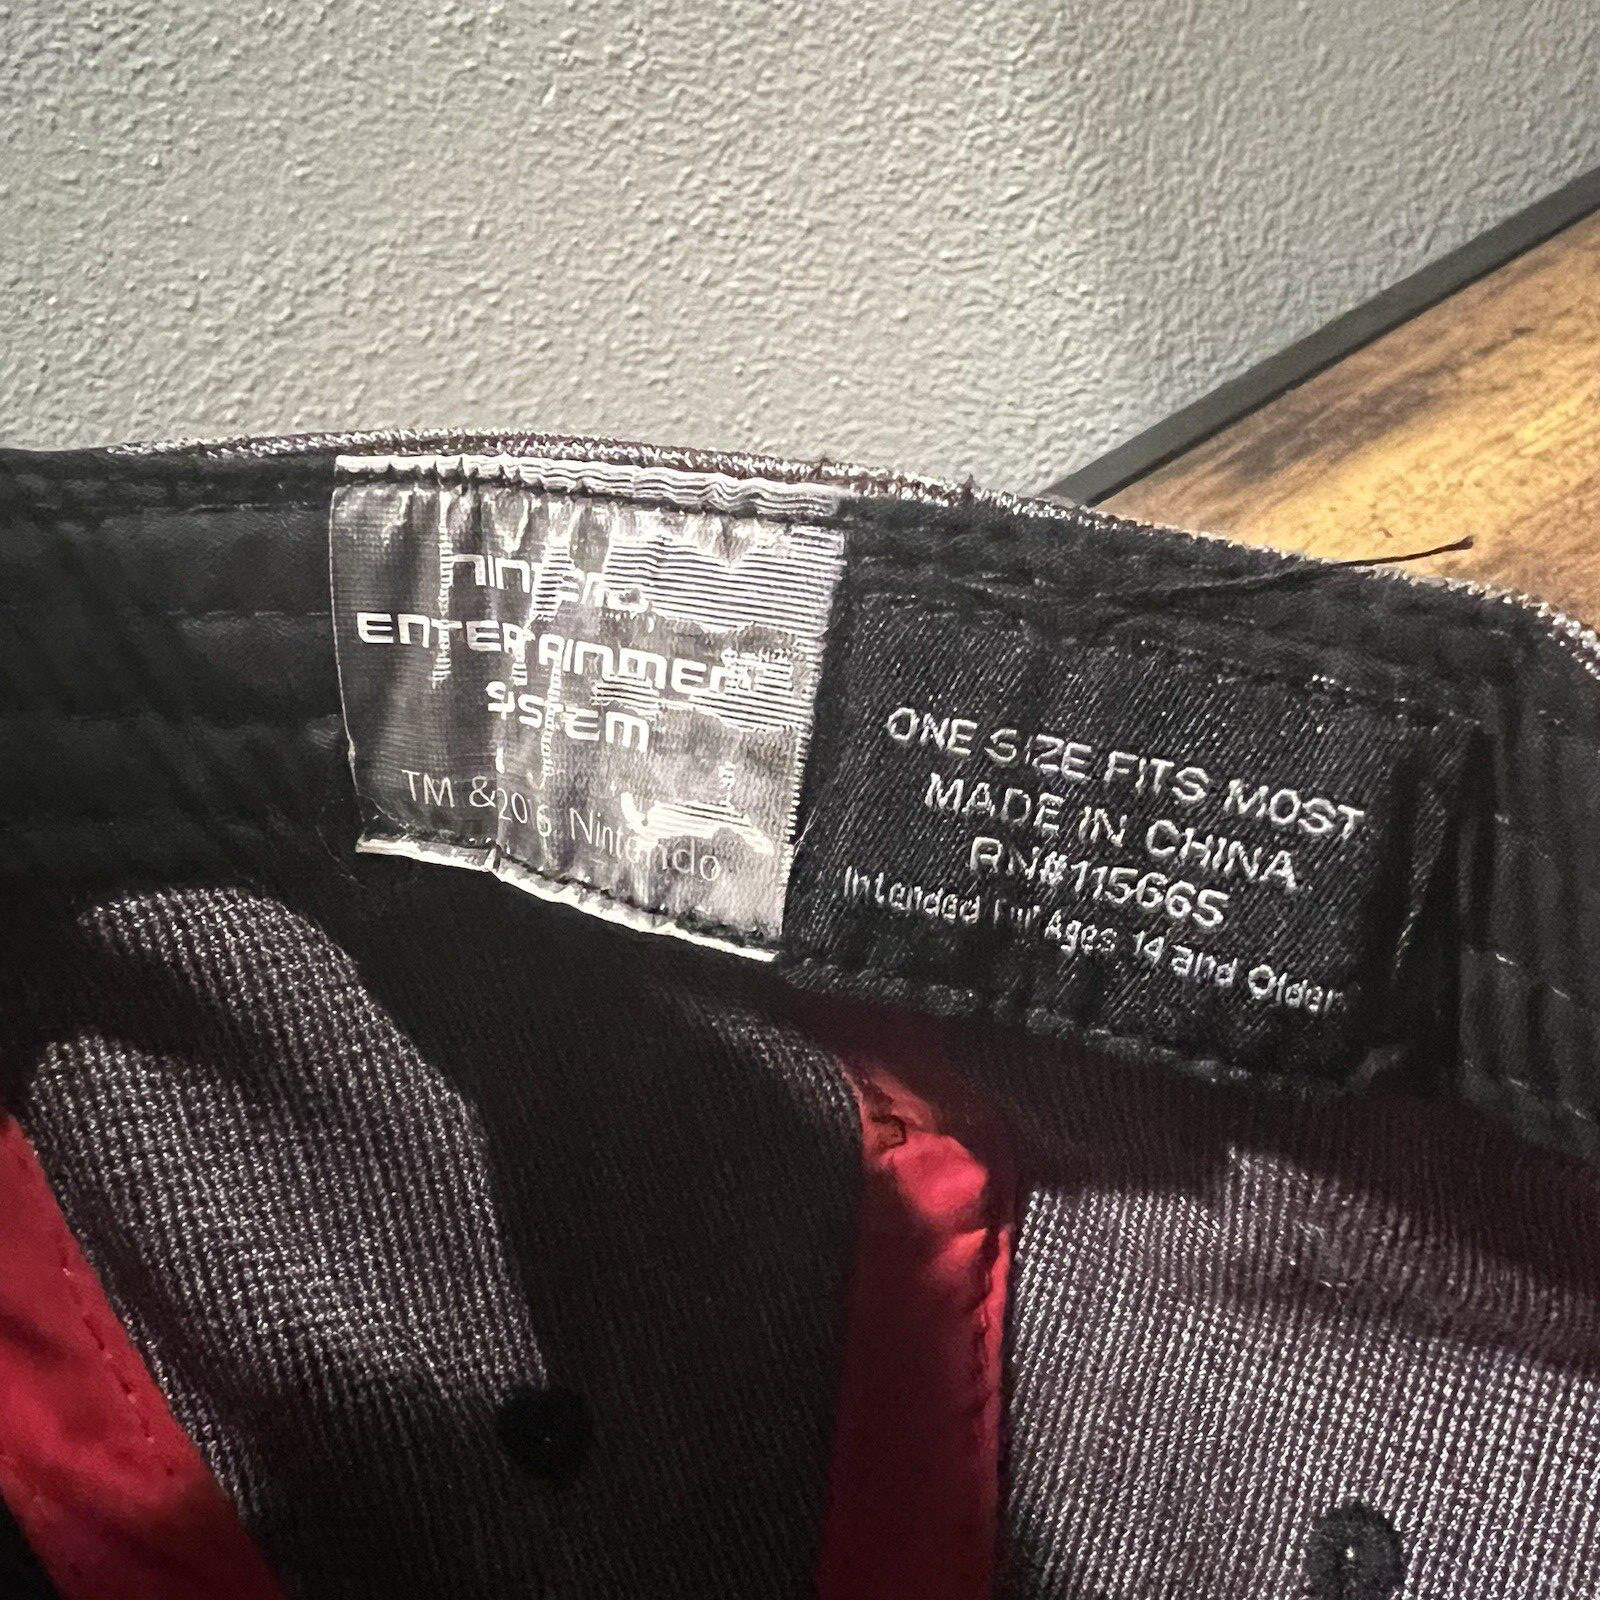 Nintendo
ENTERTAINMENT
SYSTEM
TM & 2016 Nintendo
ONE SIZE FITS MOST
MADE IN CHINA
RN#115665
Intended For Ages 14 and Older